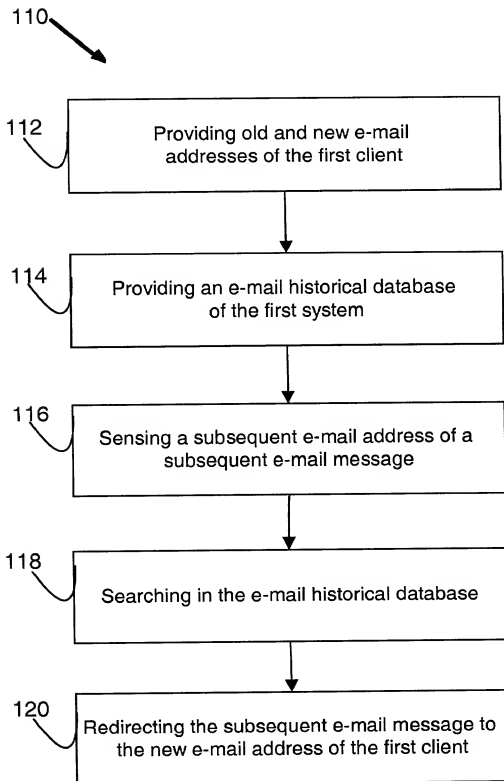 110
112
Providing old and new e-mail
addresses of the first client
114
Providing an e-mail historical database
of the first system
116
Sensing a subsequent e-mail address of a
subsequent e-mail message
118
Searching in the e-mail historical database
120
Redirecting the subsequent e-mail message to
the new e-mail address of the first client